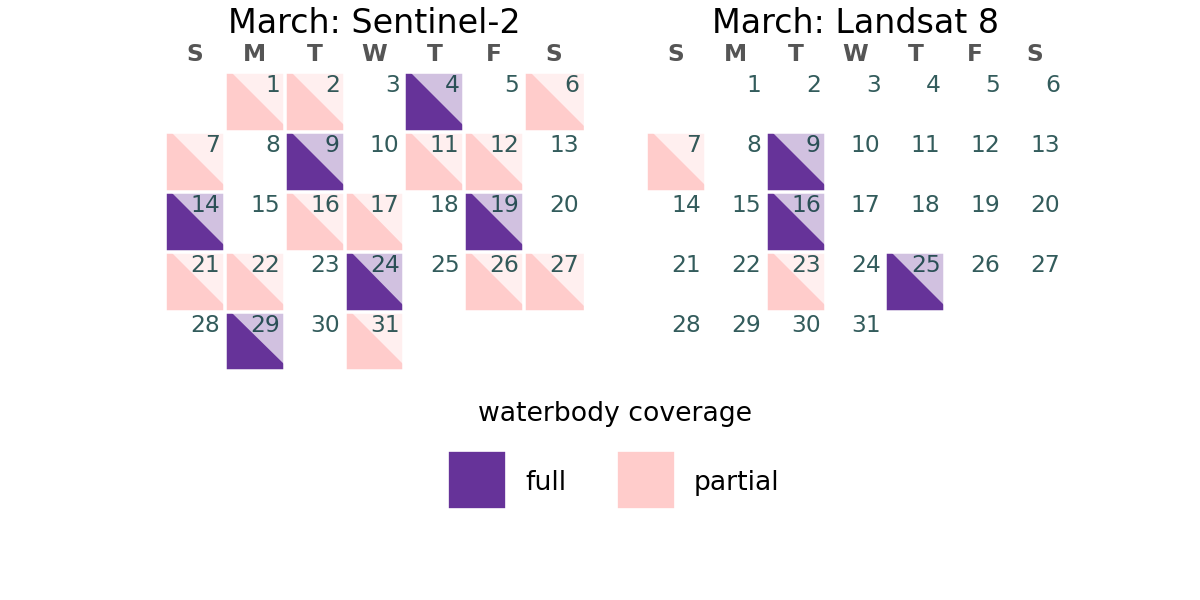 March: Sentinel-2
S M T W T F S
1 2 3 4 5 6
7 8 9 10 11 12 13
14 15 16 17 18 19 20
21 22 23 24 25 26 27
28 29 30 31
March: Landsat 8
S M T W T F S
1 2 3 4 5 6
7 8 9 10 11 12 13
14 15 16 17 18 19 20
21 22 23 24 25 26 27
28 29 30 31
waterbody coverage
full
partial